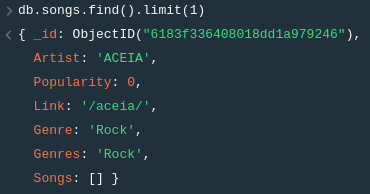 > db.songs.find().limit(1)
< { _id: ObjectID("6183f336408018dd1a979246"),
Artist: 'ACEIA',
Popularity: 0,
Link: '/aceia/',
Genre: 'Rock',
Genres: 'Rock',
Songs: [] }